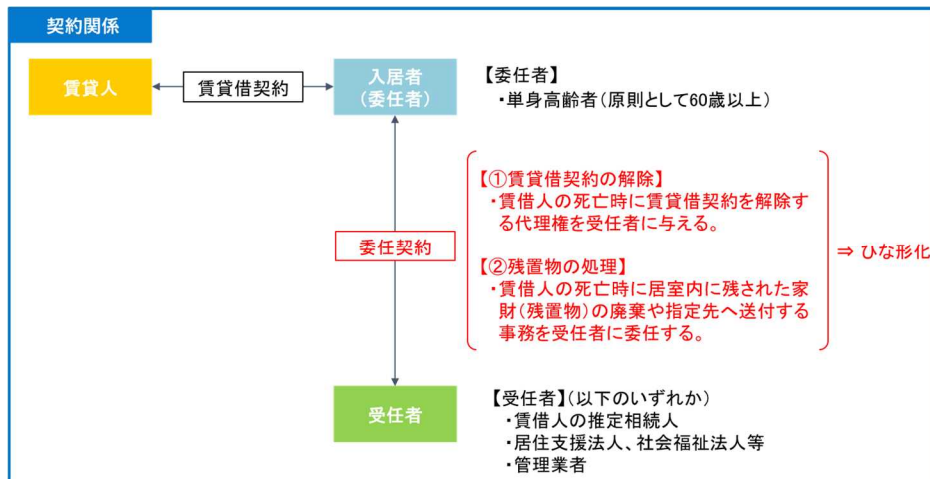 契約関係
賃貸人
賃貸借契約
入居者
(委任者)
【委任者】
・単身高齢者(原則として60歳以上)
【①賃貸借契約の解除】
・賃借人の死亡時に賃貸借契約を解除す
る代理権を受任者に与える。
委任契約
⇒ ひな形化
【②残置物の処理】
・賃借人の死亡時に居室内に残された家
財(残置物)の廃棄や指定先へ送付する
事務を受任者に委任する。
受任者
【受任者】(以下のいずれか)
・賃借人の推定相続人
・居住支援法人、社会福祉法人等
・管理業者